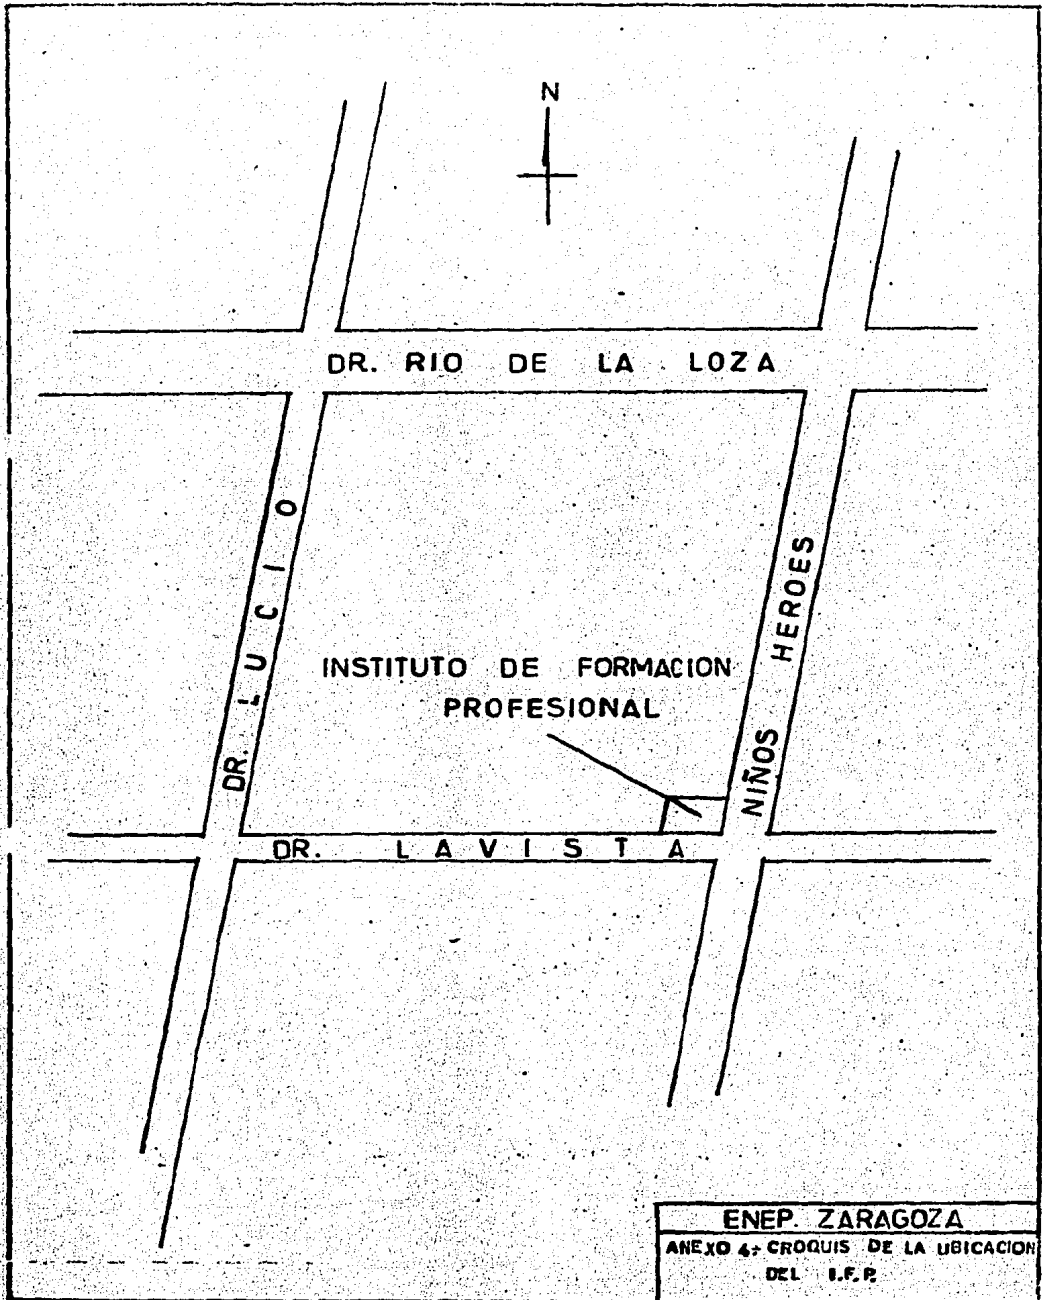 N
DR. RIO DE LA LOZA
DR. LUCIO
NIÑOS HEROES
INSTITUTO DE FORMACION
PROFESIONAL
DR. LAVISTA
ENEP. ZARAGOZA
ANEXO 4: CROQUIS DE LA UBICACION
DEL I.F.P.